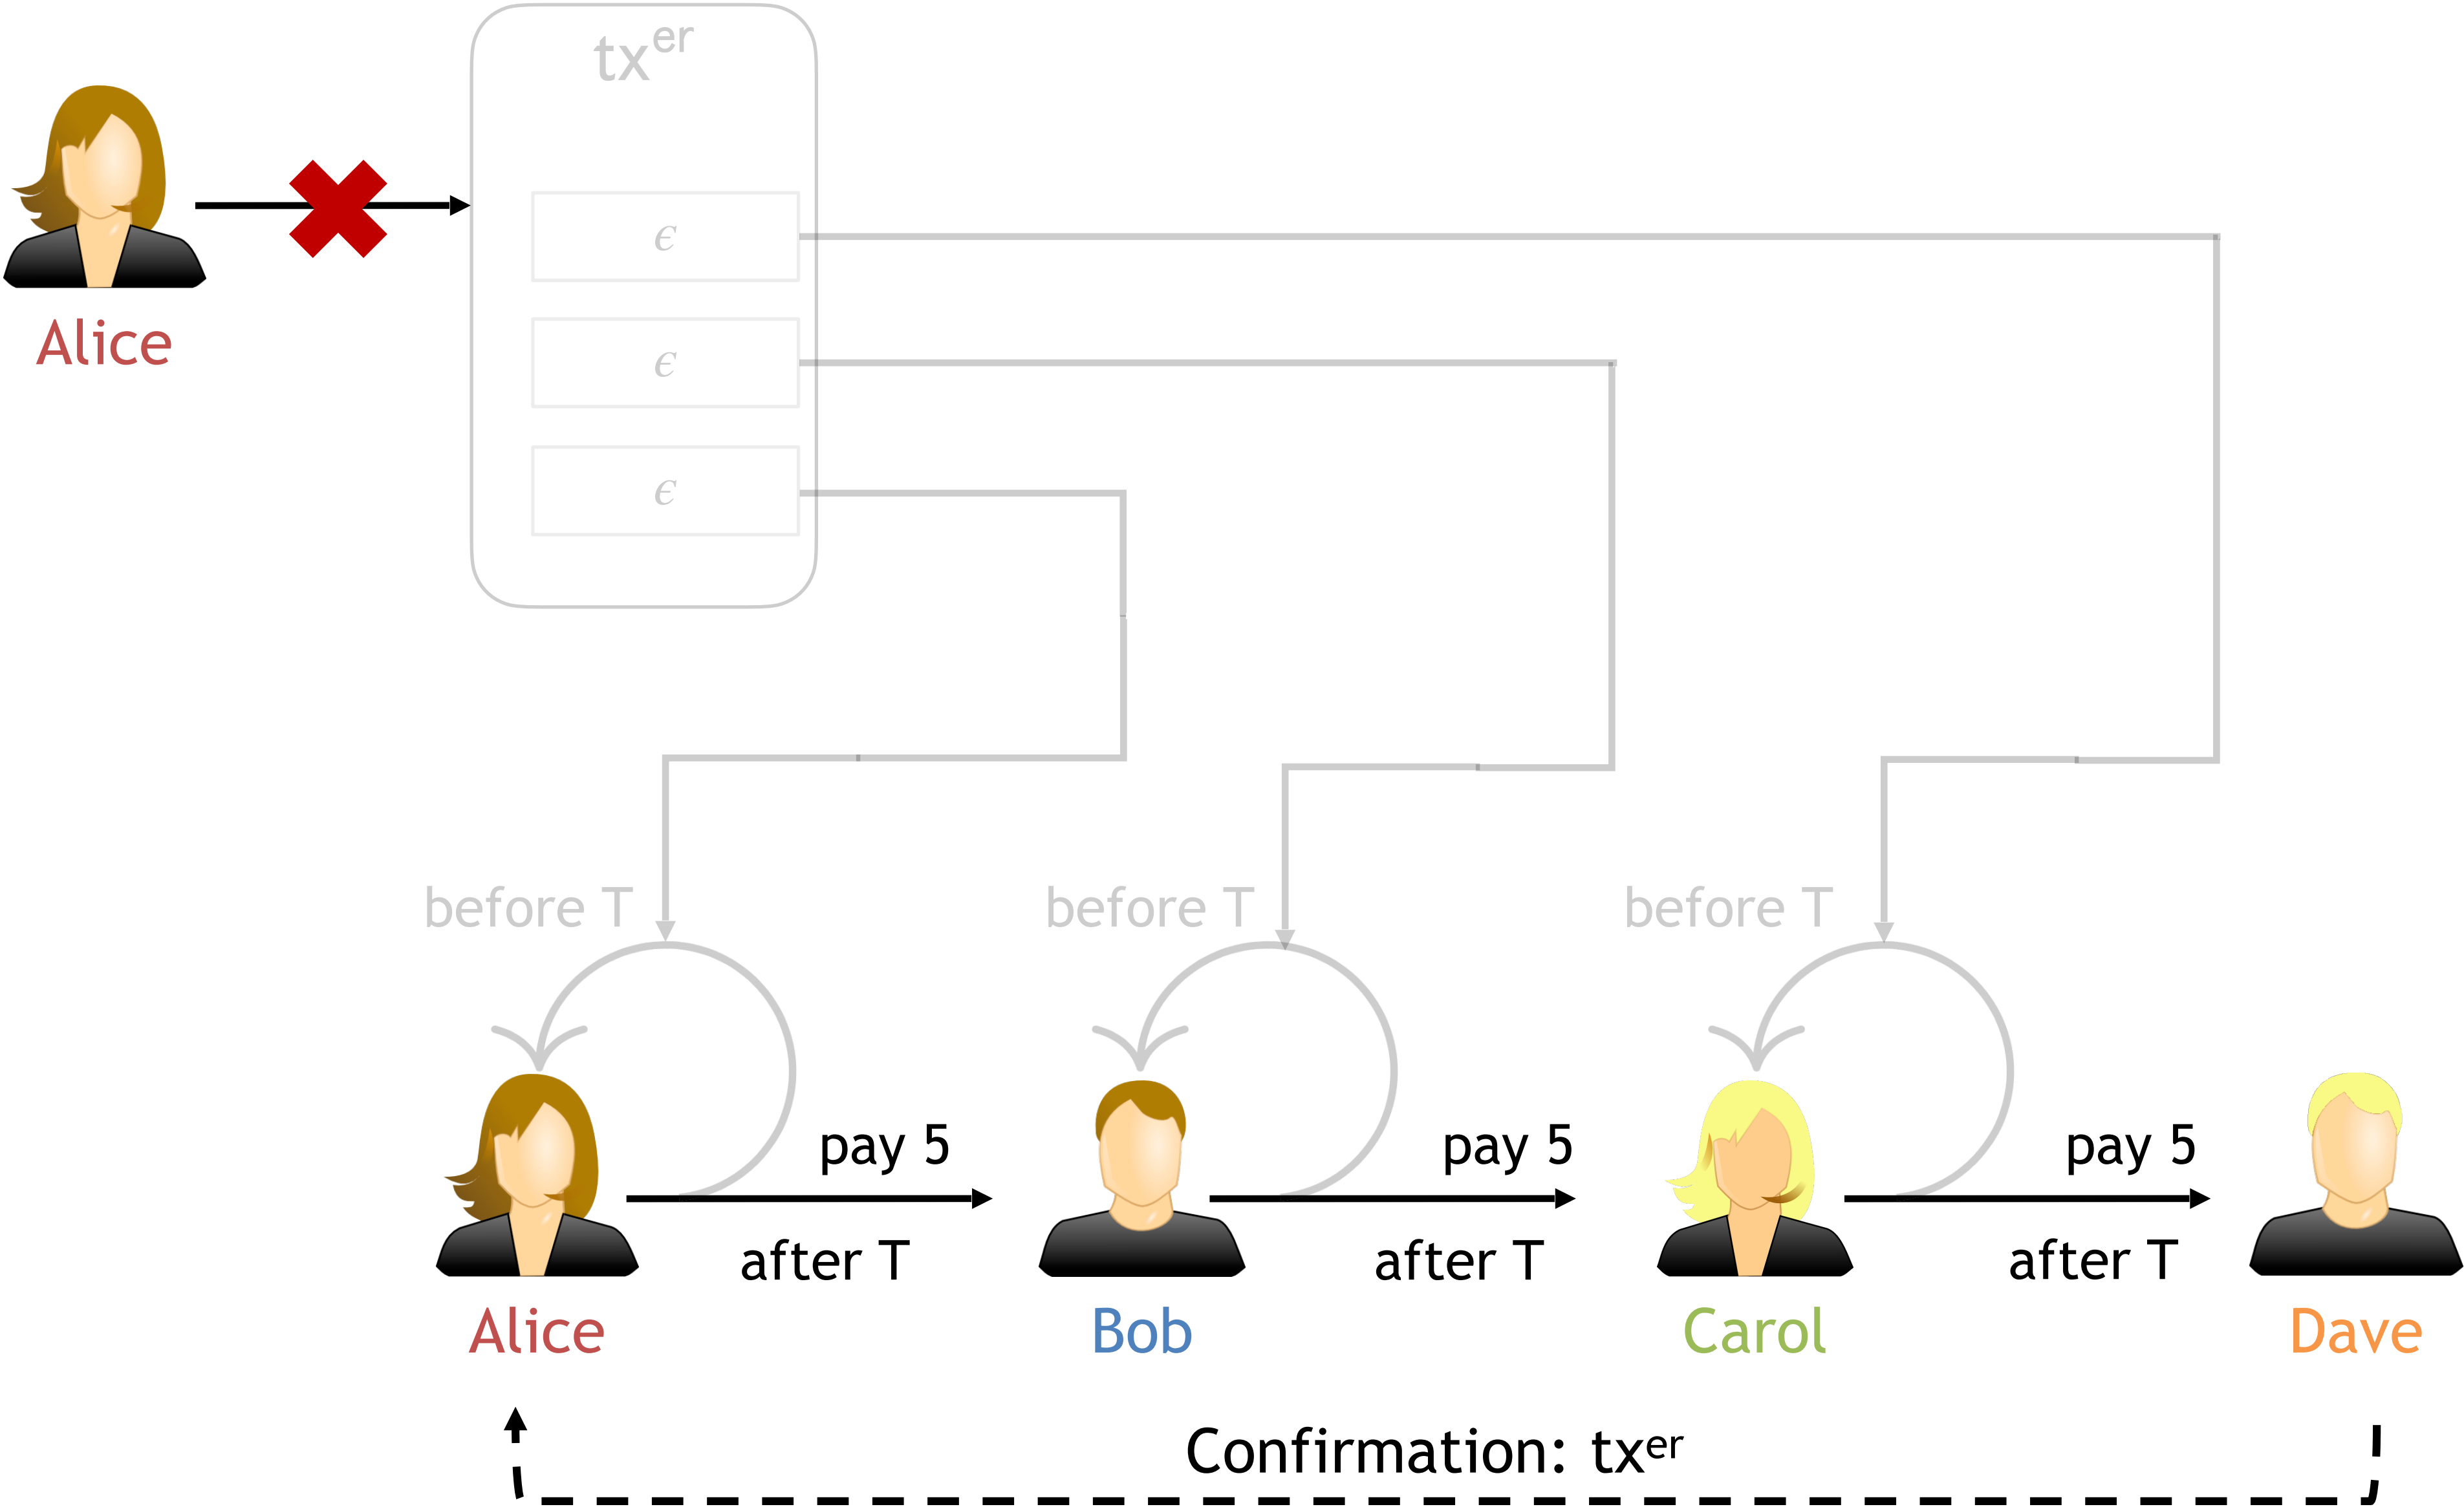 tx^er
ϵ
Alice
ϵ
ϵ
before T before T before T
pay 5 pay 5 pay 5
after T after T after T
Alice Bob Carol Dave
Confirmation: tx^er